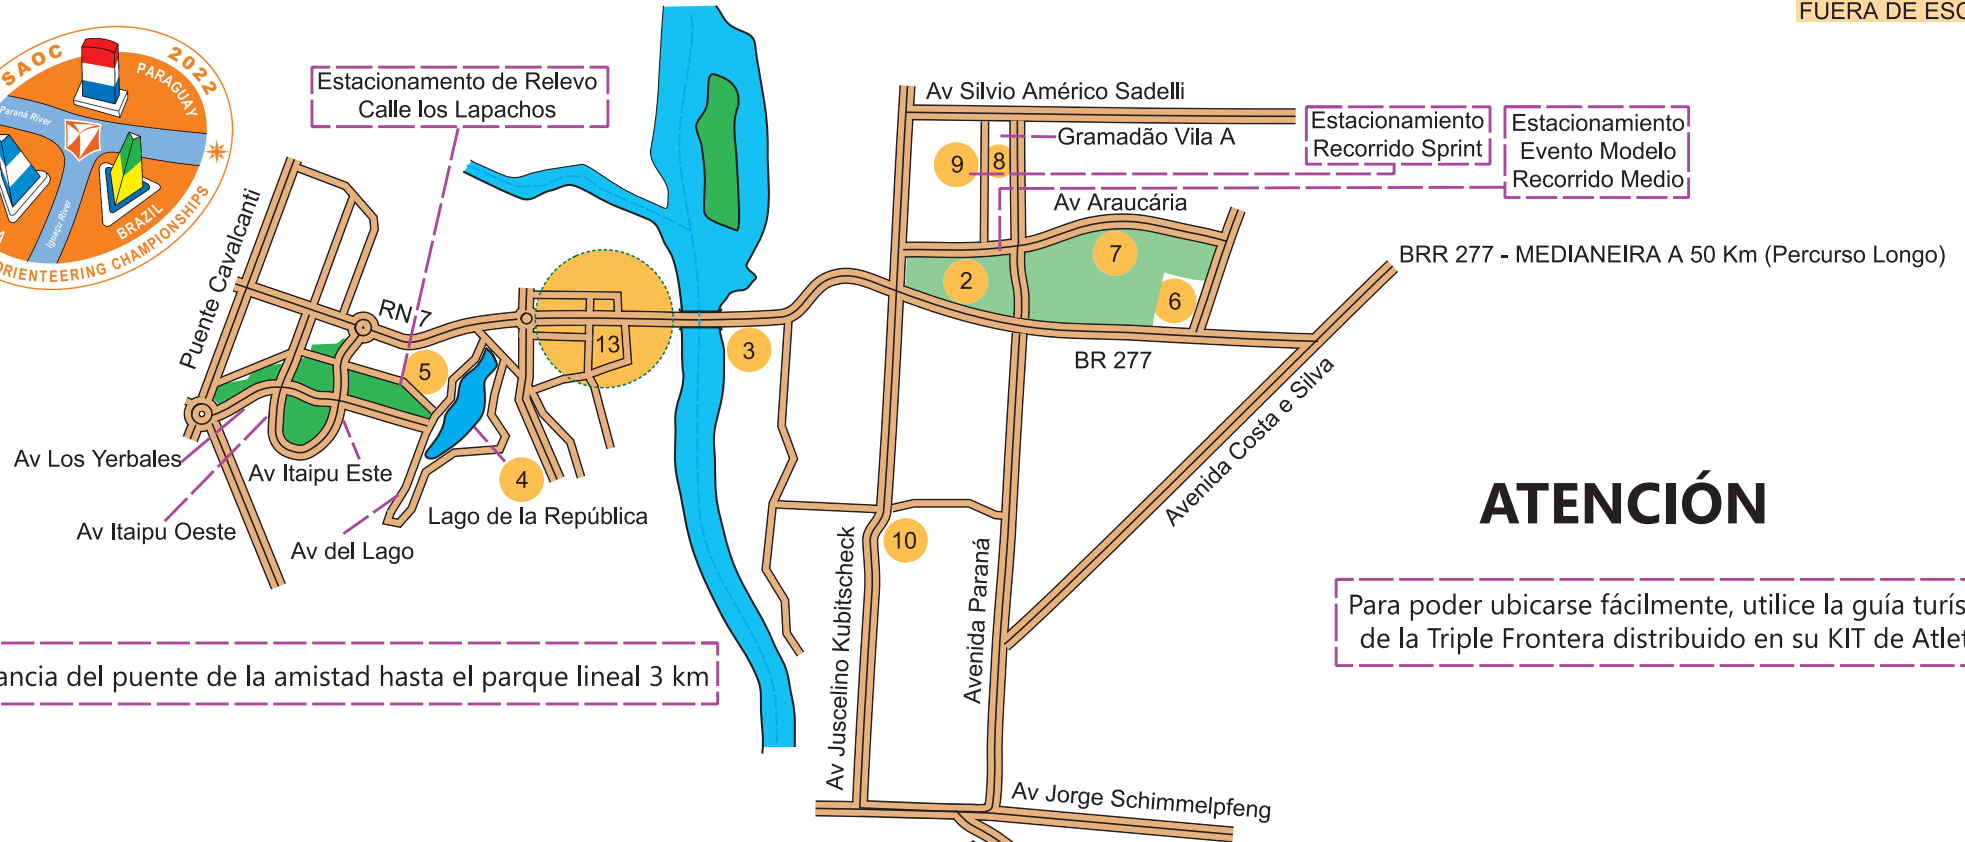 FUERA DE ESC
SAOC
2022
PARAGUAY
Paraná River
Iguaçu River
BRAZIL
ORIENTEERING CHAMPIONSHIPS
Estacionamento de Relevo
Calle los Lapachos
Av Silvio Américo Sadelli
Gramadão Vila A
Estacionamiento
Recorrido Sprint
Estacionamiento
Evento Modelo
Recorrido Medio
9
8
Av Araucária
7
2
6
BRR 277 - MEDIANEIRA A 50 Km (Percurso Longo)
Puente Cavalcanti
RN 7
13
3
5
BR 277
Avenida Costa e Silva
Av Los Yerbales
Av Itaipu Este
4
Av Itaipu Oeste
Av del Lago
Lago de la República
10
Av Juscelino Kubitscheck
Avenida Paraná
ATENCIÓN
Para poder ubicarse fácilmente, utilice la guía turís
de la Triple Frontera distribuido en su KIT de Atlet
ancia del puente de la amistad hasta el parque lineal 3 km
Av Jorge Schimmelpfeng